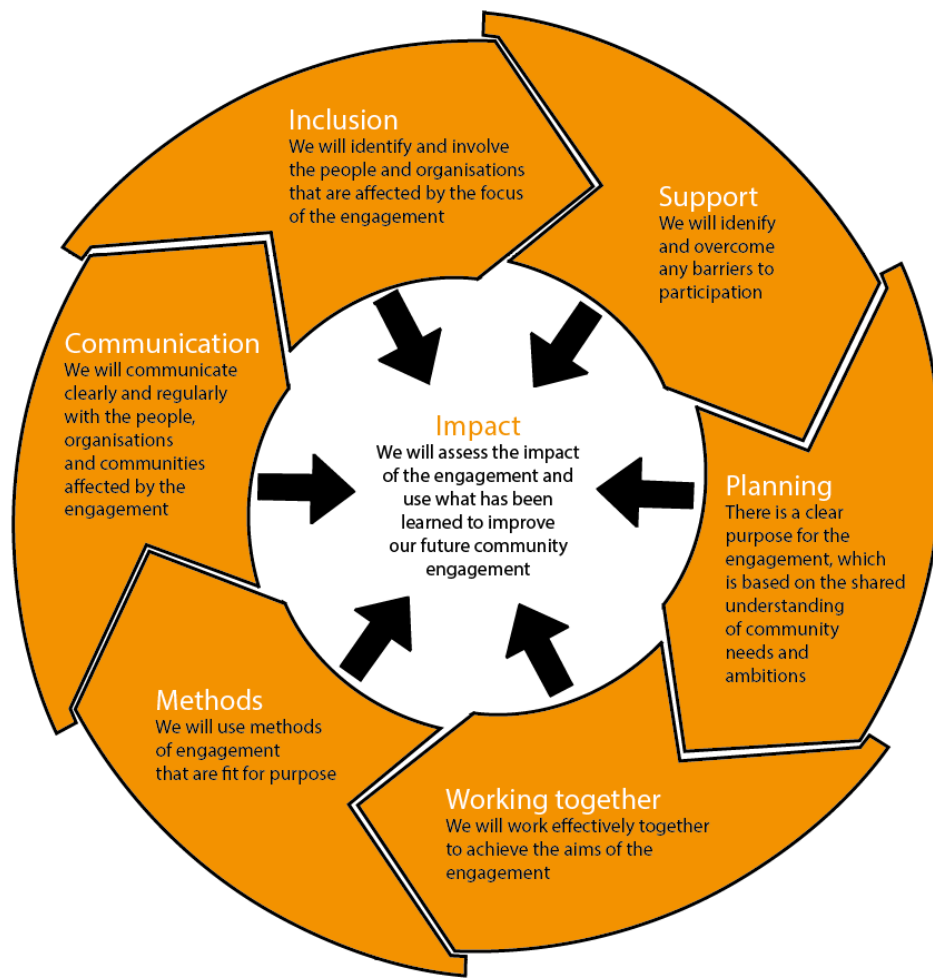 Inclusion
We will identify and involve
the people and organisations
that are affected by the focus
of the engagement
Support
We will idenify
and overcome
any barriers to
participation
Planning
There is a clear
purpose for the
engagement, which
is based on the shared
understanding
of community
needs and
ambitions
Working together
We will work effectively together
to achieve the aims of the
engagement
Methods
We will use methods
of engagement
that are fit for purpose
Communication
We will communicate
clearly and regularly
with the people,
organisations
and communities
affected by the
engagement
Impact
We will assess the impact
of the engagement and
use what has been
learned to improve
our future community
engagement